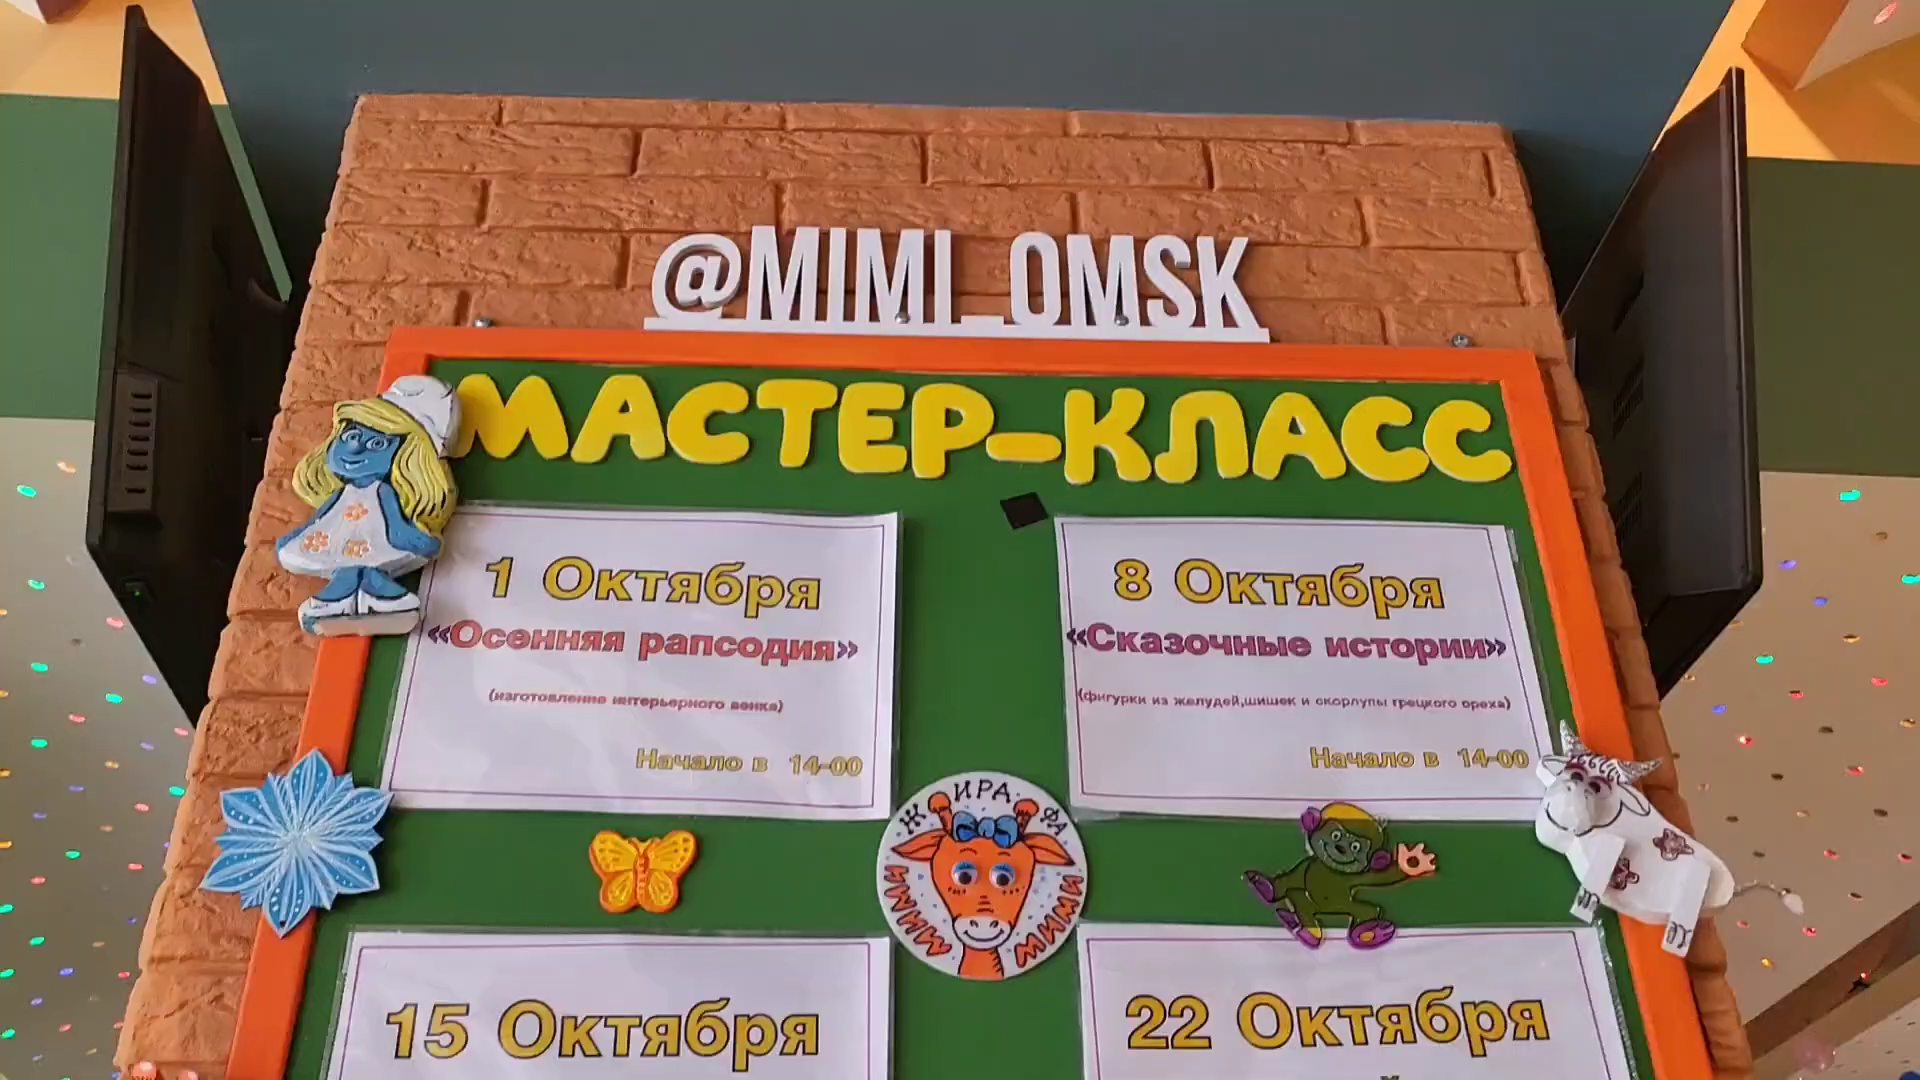 @MIMI_OMSK
МАСТЕР-КЛАСС
1 Октября
«Осенняя рапсодия»
(изготовление интерьерного венка)
Начало в 14-00
8 Октября
«Сказочные истории»
(фигурки из желудей,шишек и скорлупы грецкого ореха)
Начало в 14-00
ЖИРАФА
МИМИ МИМИ
15 Октября
22 Октября